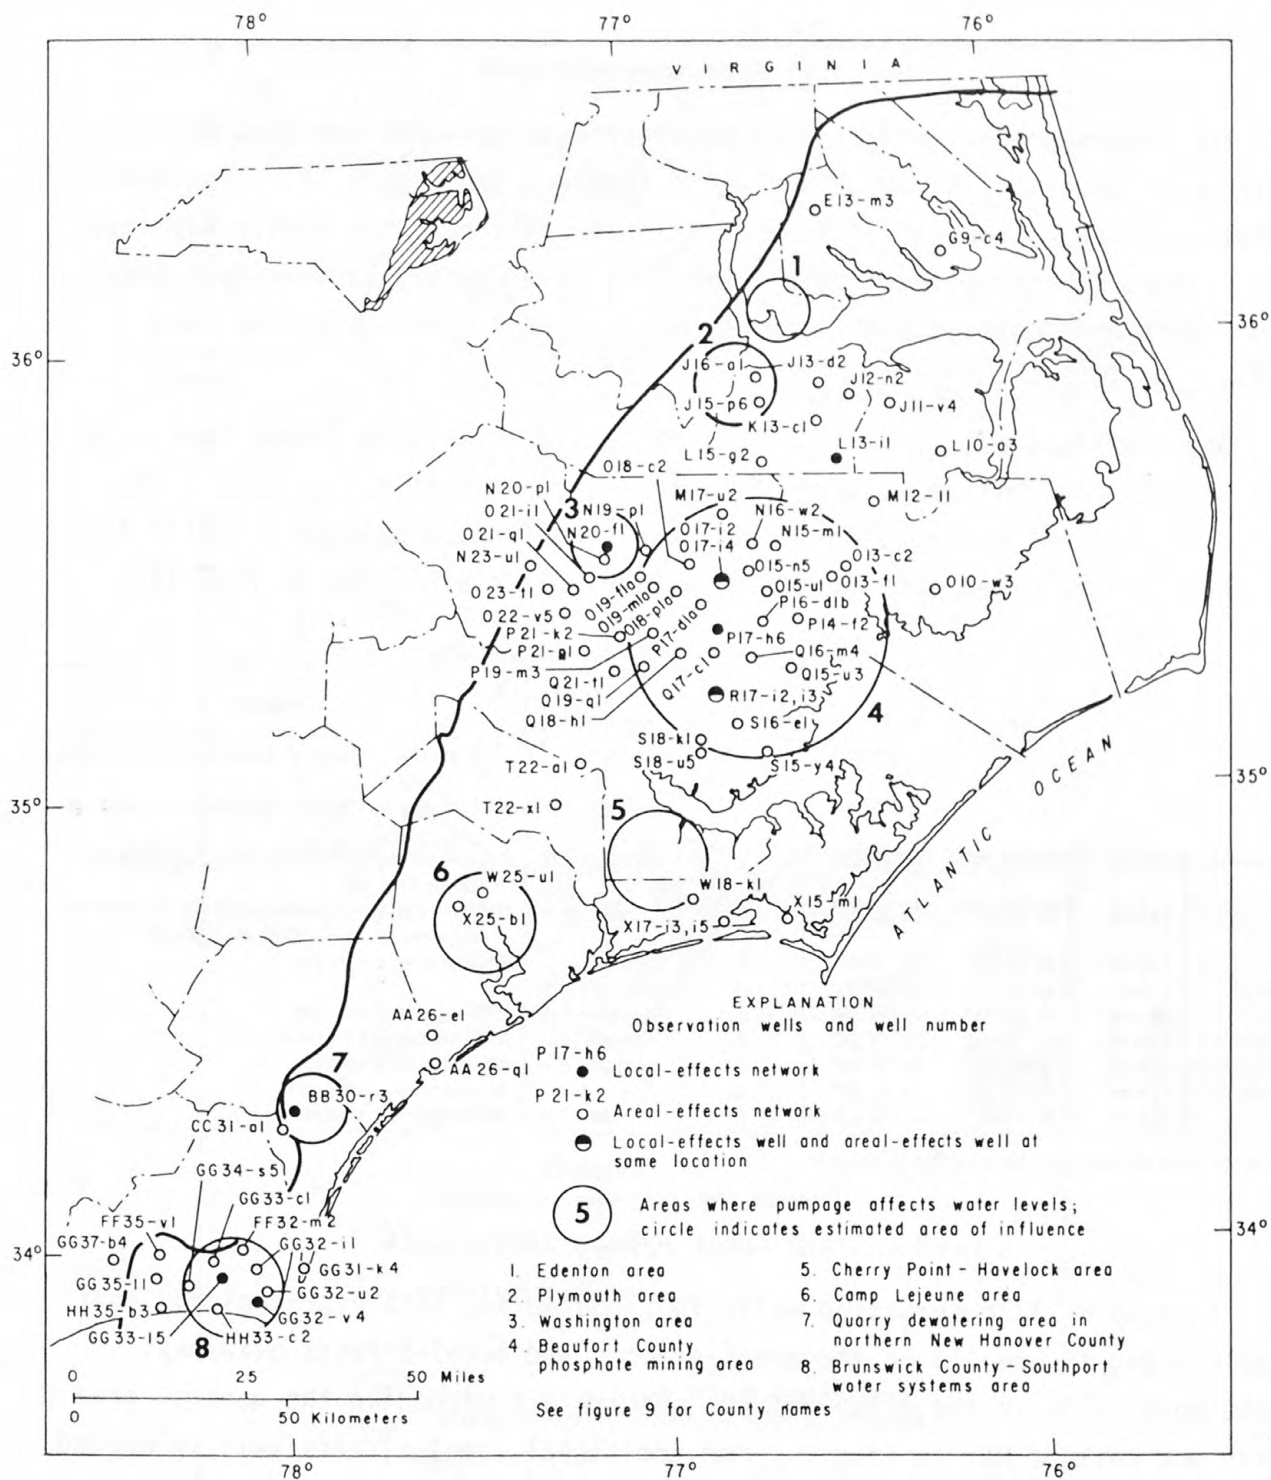 78°
77°
76°
VIRGINIA
E13-m3
G9-c4
1
2
36°
36°
J16-a1
J13-d2
J12-n2
J15-p6
J11-v4
K13-c1
L13-i1
L10-a3
L15-g2
O18-c2
M17-u2
M12-l1
N20-p1
3
N19-p1
N16-w2
O21-i1
N20-f1
O17-i2
N15-m1
O21-q1
O17-i4
O13-c2
N23-u1
O15-n5
O13-f1
O10-w3
O23-f1
O19-f1a
O15-u1
O19-m1a
P16-d1b
O22-v5
O18-p1a
P14-f2
P21-k2
P17-d1a
P17-h6
P21-g1
Q16-m4
P19-m3
Q17-c1
Q15-u3
Q21-f1
R17-i2, i3
Q19-q1
4
Q18-h1
S16-e1
S18-k1
S18-u5
S15-y4
T22-a1
35°
T22-x1
5
35°
OCEAN
ATLANTIC
6
W25-u1
W18-k1
X25-b1
X15-m1
X17-i3, i5
AA26-e1
AA26-q1
7
BB30-r3
CC31-a1
GG34-s5
GG33-c1
FF35-v1
FF32-m2
34°
34°
GG37-b4
GG32-i1
GG31-k4
GG35-l1
GG32-u2
HH35-b3
GG32-v4
GG33-l5
HH33-c2
8
EXPLANATION
Observation wells and well number
P17-h6
Local-effects network
P21-k2
Areal-effects network
Local-effects well and areal-effects well at
same location
5
Areas where pumpage affects water levels;
circle indicates estimated area of influence
1. Edenton area
2. Plymouth area
3. Washington area
4. Beaufort County
phosphate mining area
5. Cherry Point-Havelock area
6. Camp Lejeune area
7. Quarry dewatering area in
northern New Hanover County
8. Brunswick County-Southport
water systems area
See figure 9 for County names
0 25 50 Miles
0 50 Kilometers
78°
77°
76°